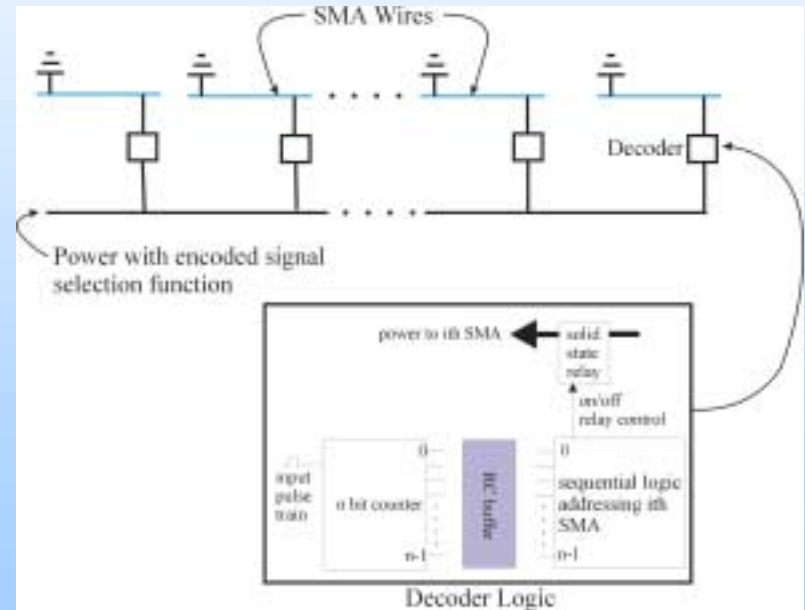 SMA Wires
Decoder
Power with encoded signal
selection function
power to ith SMA
solid
state
relay
on/off
relay control
input
pulse
train
n bit counter
0
n-1
RC buffer
0
sequential logic
addressing ith
SMA
n-1
Decoder Logic